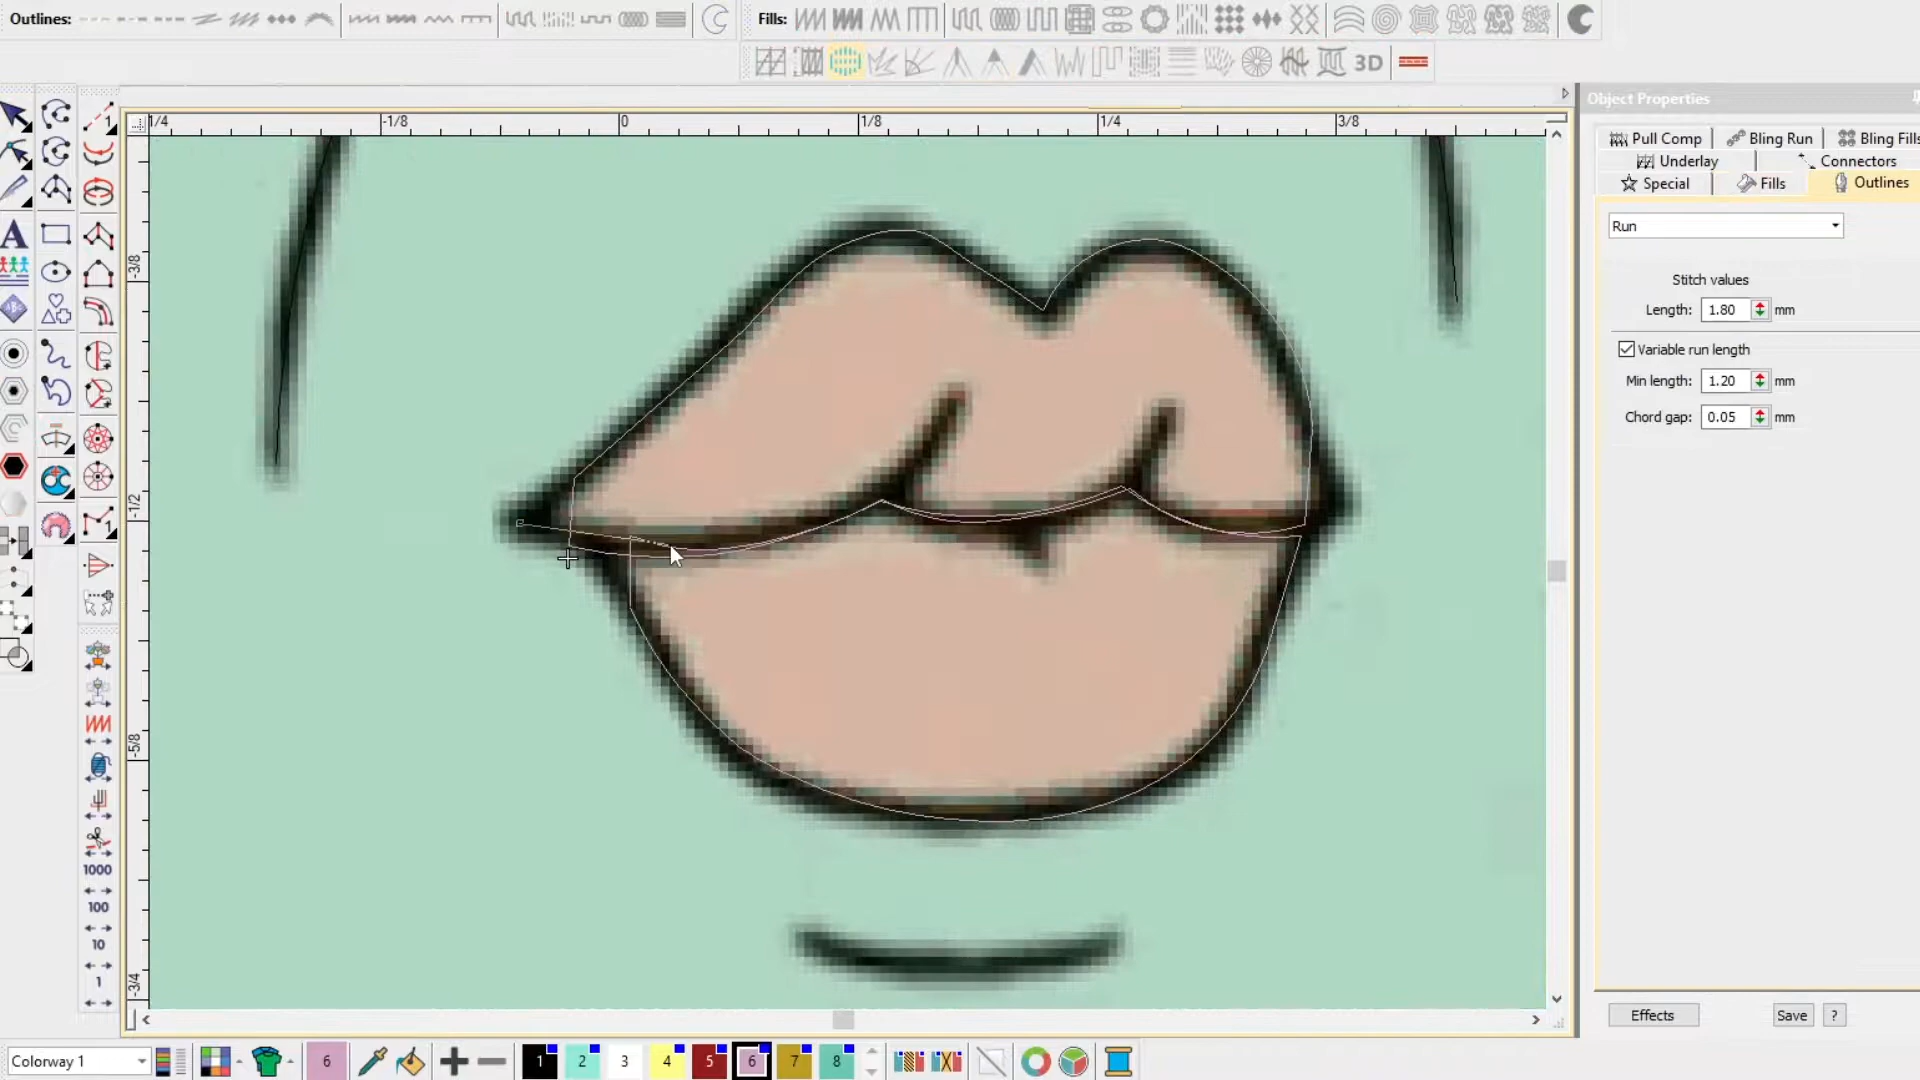 Outlines:
Fills:
3D
Object Properties
Pull Comp
Bling Run
Bling Fills
Underlay
Connectors
Special
Fills
Outlines
Run
Stitch values
Length: 1.80 mm
Variable run length
Min length: 1.20 mm
Chord gap: 0.05 mm
Effects
Save
?
1/4
-1/8
0
1/8
1/4
3/8
-3/8
-1/2
-5/8
-3/4
1
A
1
1000
100
10
1
Colorway 1
6
1
2
3
4
5
6
7
8